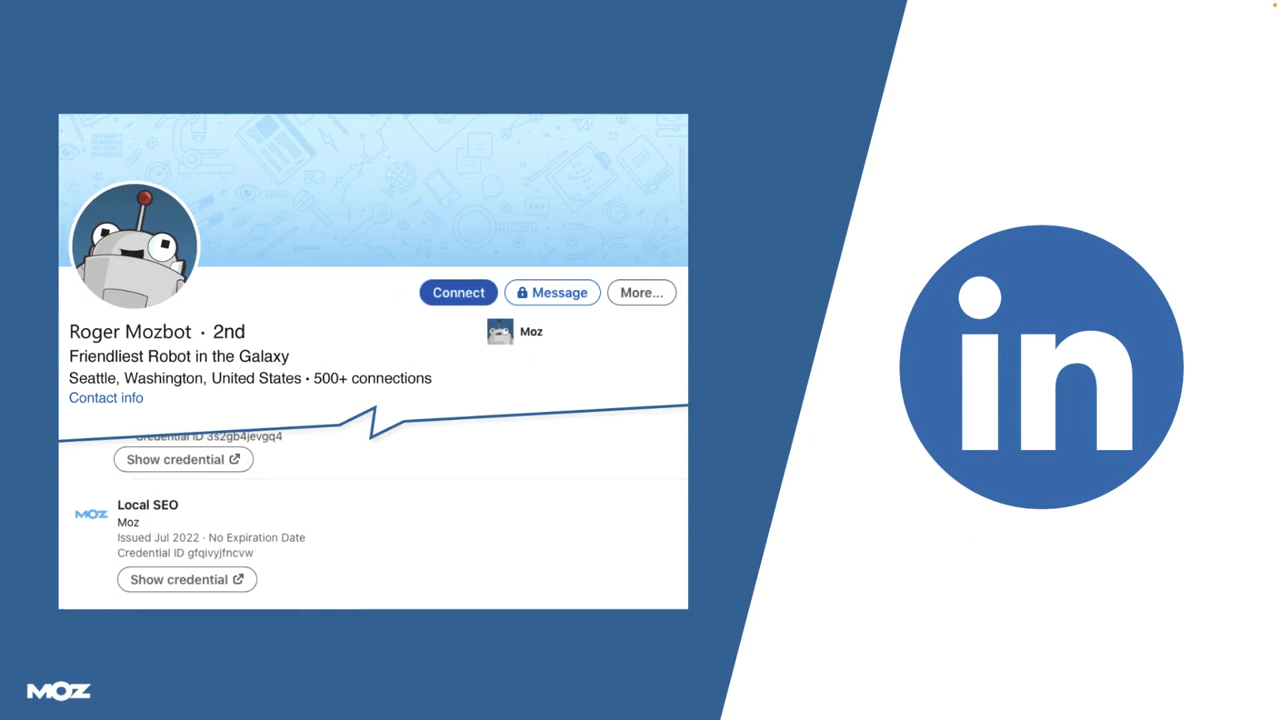 Connect
Message
More...
Roger Mozbot · 2nd
Moz
Friendliest Robot in the Galaxy
Seattle, Washington, United States · 500+ connections
Contact info
Credential ID 3s2gb4jevgq4
Show credential
MOZ
Local SEO
Moz
Issued Jul 2022 · No Expiration Date
Credential ID gfqivyjfncvw
Show credential
in
MOZ